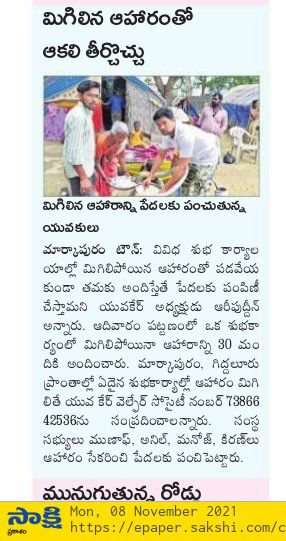 మిగిలిన ఆహారంతో
ఆకలి తీర్చొచ్చు
మిగిలిన ఆహారాన్ని పేదలకు పంచుతున్న
యువకులు
మార్కాపురం టౌన్: వివిధ శుభ కార్యాల
యాల్లో మిగిలిపోయిన ఆహారంతో పడవేయ
కుండా తమకు అందిస్తేతే పేదలకు పంపిణీ
చేస్తామని యువకేర్ అధ్యక్షుడు ఆరీపుద్దీన్
అన్నారు. ఆదివారం పట్టణంలో ఒక శుభకా
ర్యంలో మిగిలిపోయినా ఆహారాన్ని 30 మం
దికి అందించారు. మార్కాపురం, గిద్దలూరు
ప్రాంతాల్లో ఏదైన శుభకార్యాల్లో ఆహారం మిగి
లితే యువ కేర్ వెల్ఫేర్ సోసైటీ నంబర్ 73866
42536ను సంప్రదించాలన్నారు. సంస్థ
సభ్యులు మునాఫ్, అనిల్, మనోజ్, కిరణ్‌లు
ఆహారం సేకరించి పేదలకు పంచిపెట్టారు.
మునుగుతున్న రోడ్లు
సాక్షి Mon, 08 November 2021
ప్రకాశం https://epaper.sakshi.com/c